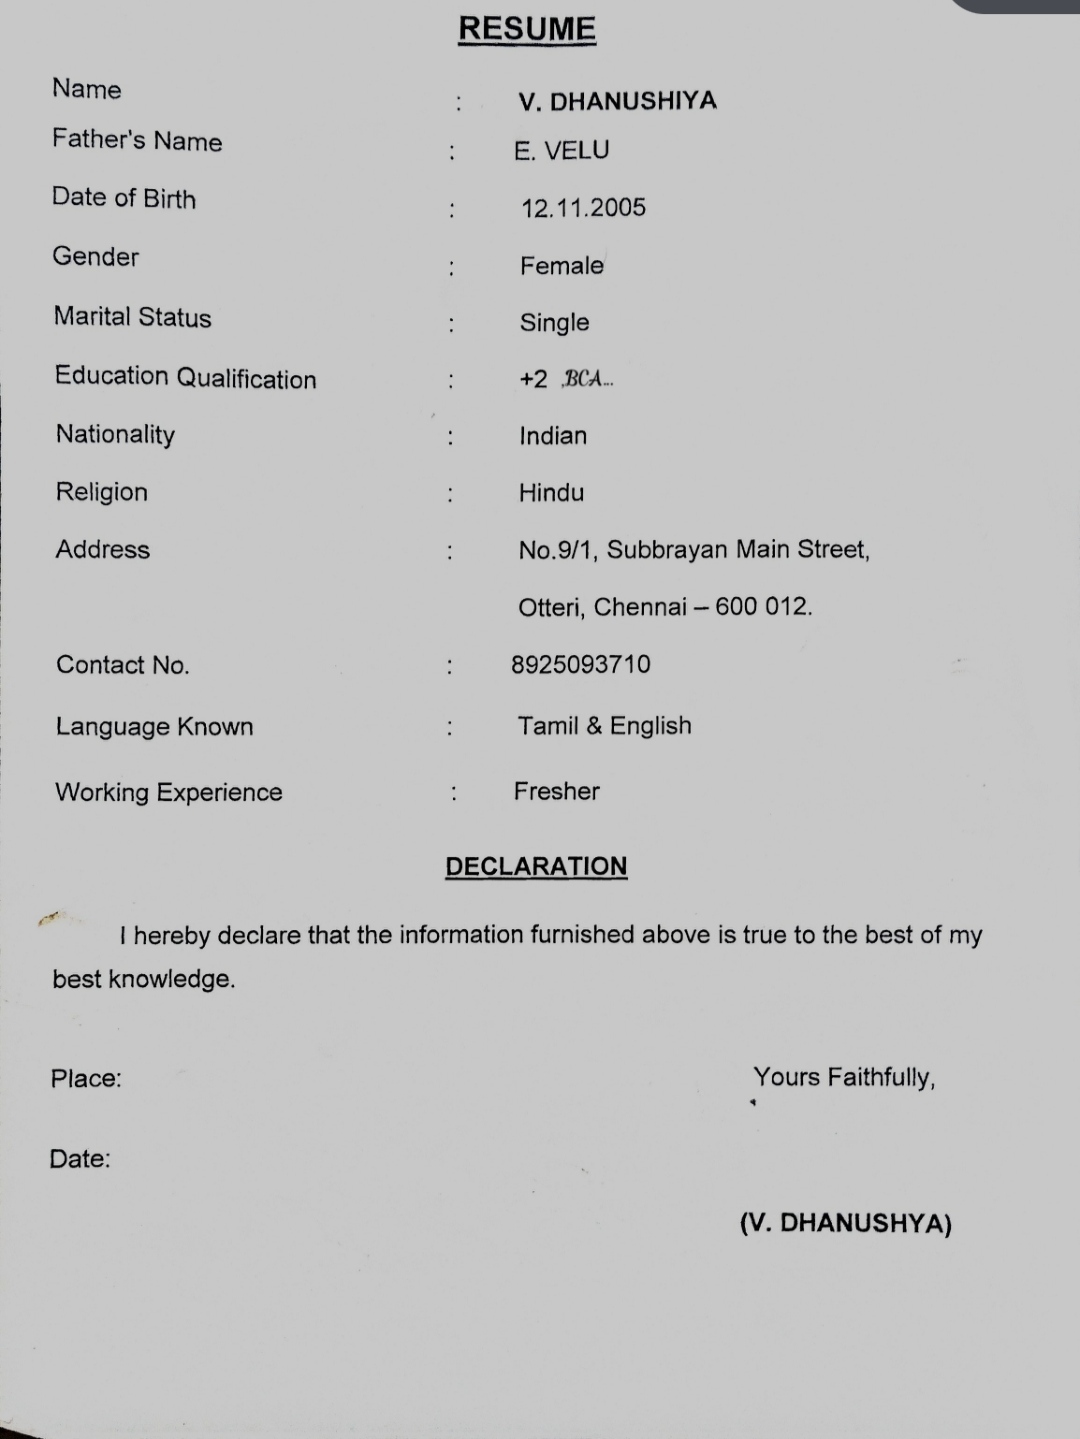 RESUME
Name : V. DHANUSHIYA
Father's Name : E. VELU
Date of Birth : 12.11.2005
Gender : Female
Marital Status : Single
Education Qualification : +2 BCA...
Nationality : Indian
Religion : Hindu
Address : No.9/1, Subbrayan Main Street,
Otteri, Chennai – 600 012.
Contact No. : 8925093710
Language Known : Tamil & English
Working Experience : Fresher
DECLARATION
I hereby declare that the information furnished above is true to the best of my
best knowledge.
Place: Yours Faithfully,
Date:
(V. DHANUSHYA)